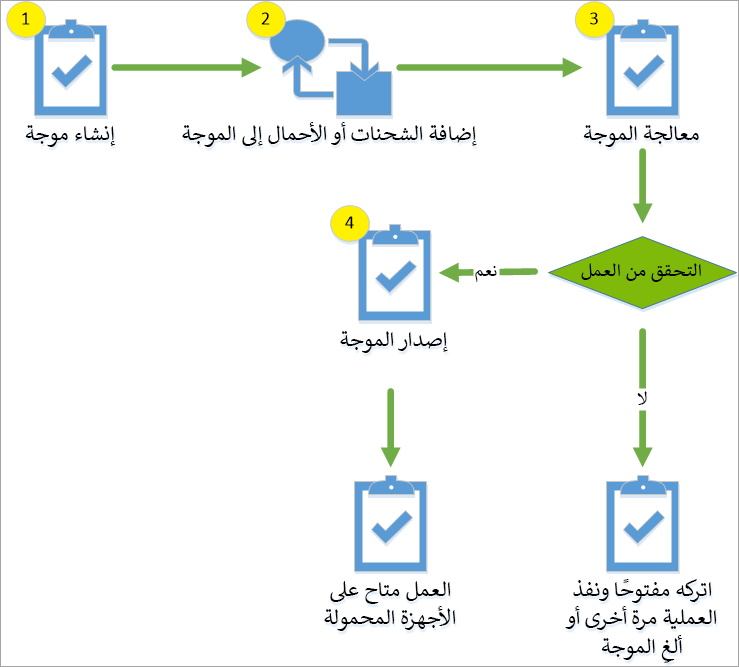 1
إنشاء موجة
2
إضافة الشحنات أو الأحمال إلى الموجة
3
معالجة الموجة
التحقق من العمل
نعم
4
إصدار الموجة
العمل متاح على
الأجهزة المحمولة
لا
اتركه مفتوحًا ونفذ
العملية مرة أخرى أو
ألغِ الموجة